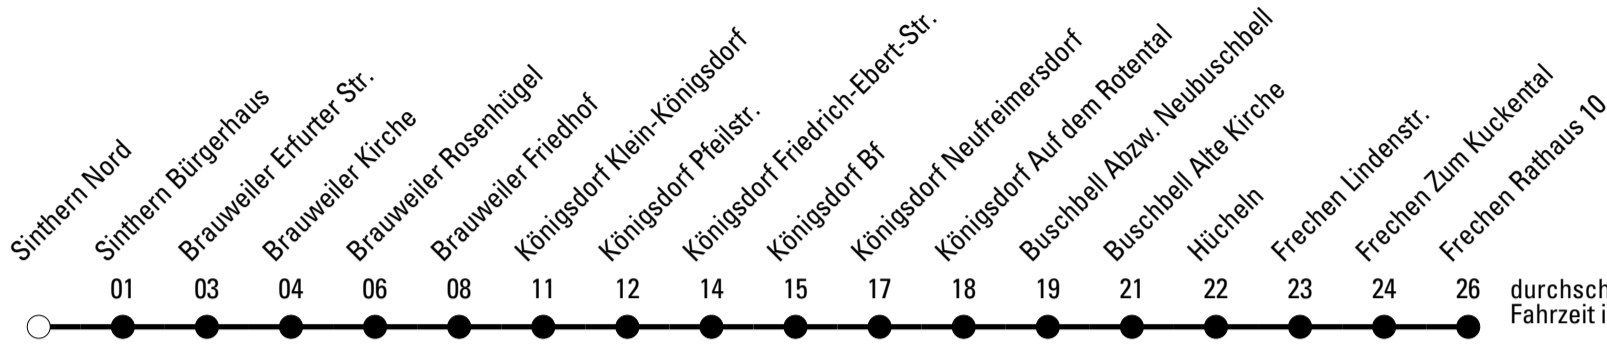 Sinthern Nord
Sinthern Bürgerhaus
Brauweiler Erfurter Str.
Brauweiler Kirche
Brauweiler Rosenhügel
Brauweiler Friedhof
Königsdorf Klein-Königsdorf
Königsdorf Pfeilstr.
Königsdorf Friedrich-Ebert-Str.
Königsdorf Bf
Königsdorf Neufreimersdorf
Königsdorf Auf dem Rotental
Buschbell Abzw. Neubuschbell
Buschbell Alte Kirche
Hücheln
Frechen Lindenstr.
Frechen Zum Kuckental
Frechen Rathaus 10
01 03 04 06 08 11 12 14 15 17 18 19 21 22 23 24 26
durchsch
Fahrzeit i